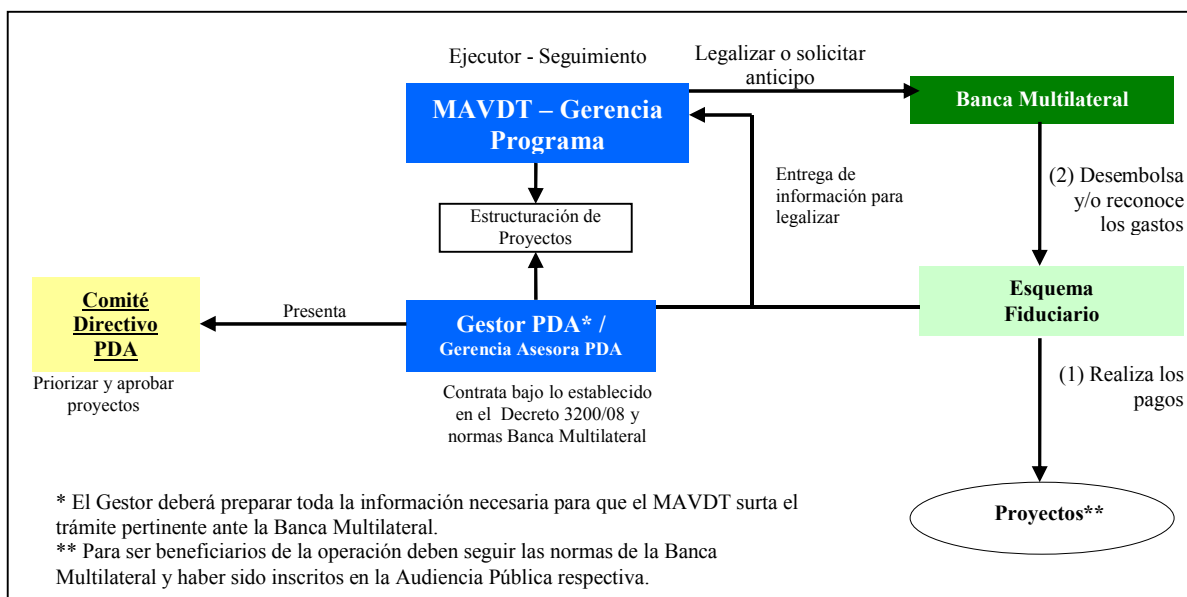 Ejecutor - Seguimiento
Legalizar o solicitar
anticipo
MAVDT – Gerencia
Programa
Banca Multilateral
Entrega de
información para
legalizar
(2) Desembolsa
y/o reconoce
los gastos
Estructuración de
Proyectos
Comité
Directivo
PDA
Priorizar y aprobar
proyectos
Presenta
Gestor PDA* /
Gerencia Asesora PDA
Contrata bajo lo establecido
en el Decreto 3200/08 y
normas Banca Multilateral
Esquema
Fiduciario
(1) Realiza los
pagos
Proyectos**
* El Gestor deberá preparar toda la información necesaria para que el MAVDT surta el
trámite pertinente ante la Banca Multilateral.
** Para ser beneficiarios de la operación deben seguir las normas de la Banca
Multilateral y haber sido inscritos en la Audiencia Pública respectiva.